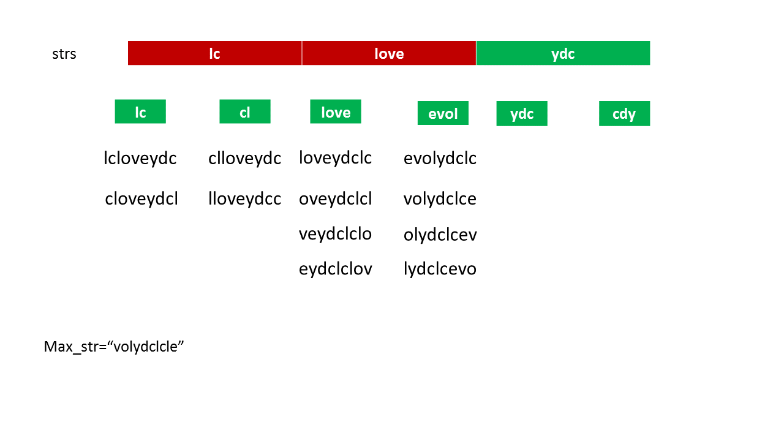 strs lc love ydc
lc cl love evol ydc cdy
lcloveydc clloveydc loveydclc evolydclc
cloveydcl lloveydcc oveydclcl volydclce
veydclclo olydclcev
eydclclov lydclcevo
Max_str=“volydclcle”